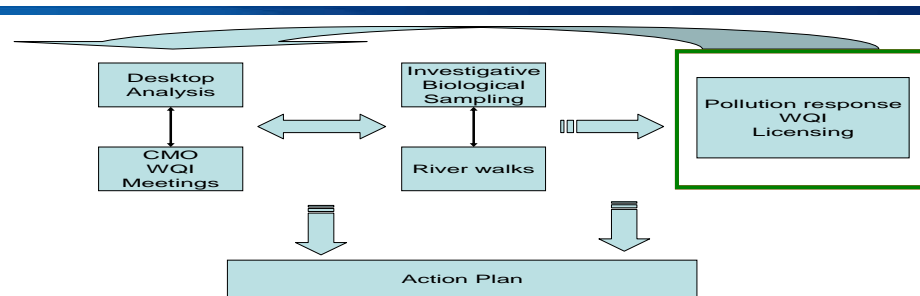 Desktop
Analysis
CMO
WQI
Meetings
Investigative
Biological
Sampling
River walks
Pollution response
WQI
Licensing
Action Plan